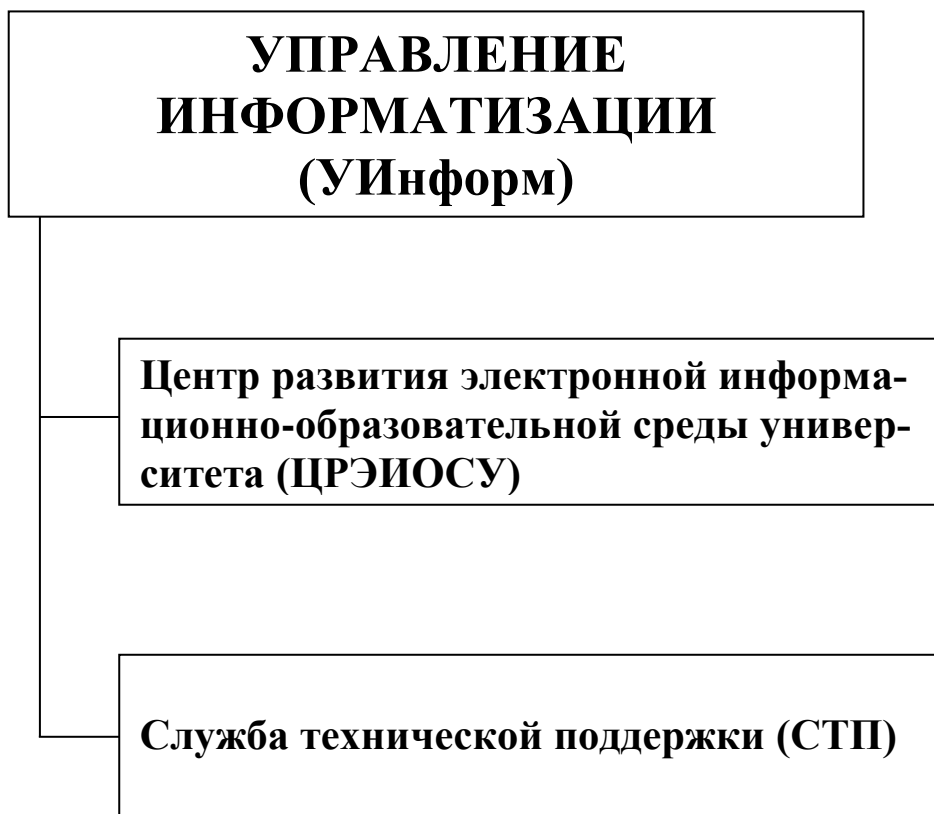 УПРАВЛЕНИЕ
ИНФОРМАТИЗАЦИИ
(УИнформ)
Центр развития электронной информа-
ционно-образовательной среды универ-
ситета (ЦРЭИОСУ)
Служба технической поддержки (СТП)